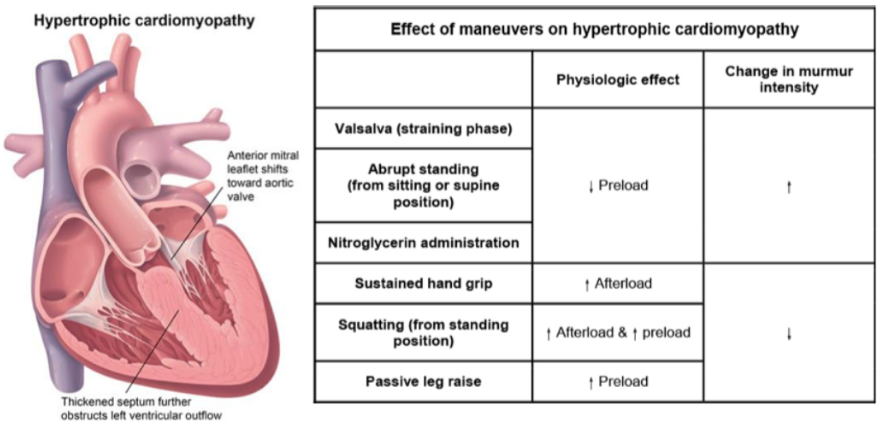 Hypertrophic cardiomyopathy
Anterior mitral
leaflet shifts
toward aortic
valve
Thickened septum further
obstructs left ventricular outflow
Effect of maneuvers on hypertrophic cardiomyopathy
Physiologic effect
Change in murmur
intensity
Valsalva (straining phase)
Abrupt standing
(from sitting or supine
position)
Nitroglycerin administration
↓ Preload
↑
Sustained hand grip
↑ Afterload
Squatting (from standing
position)
↑ Afterload & ↑ preload
↓
Passive leg raise
↑ Preload